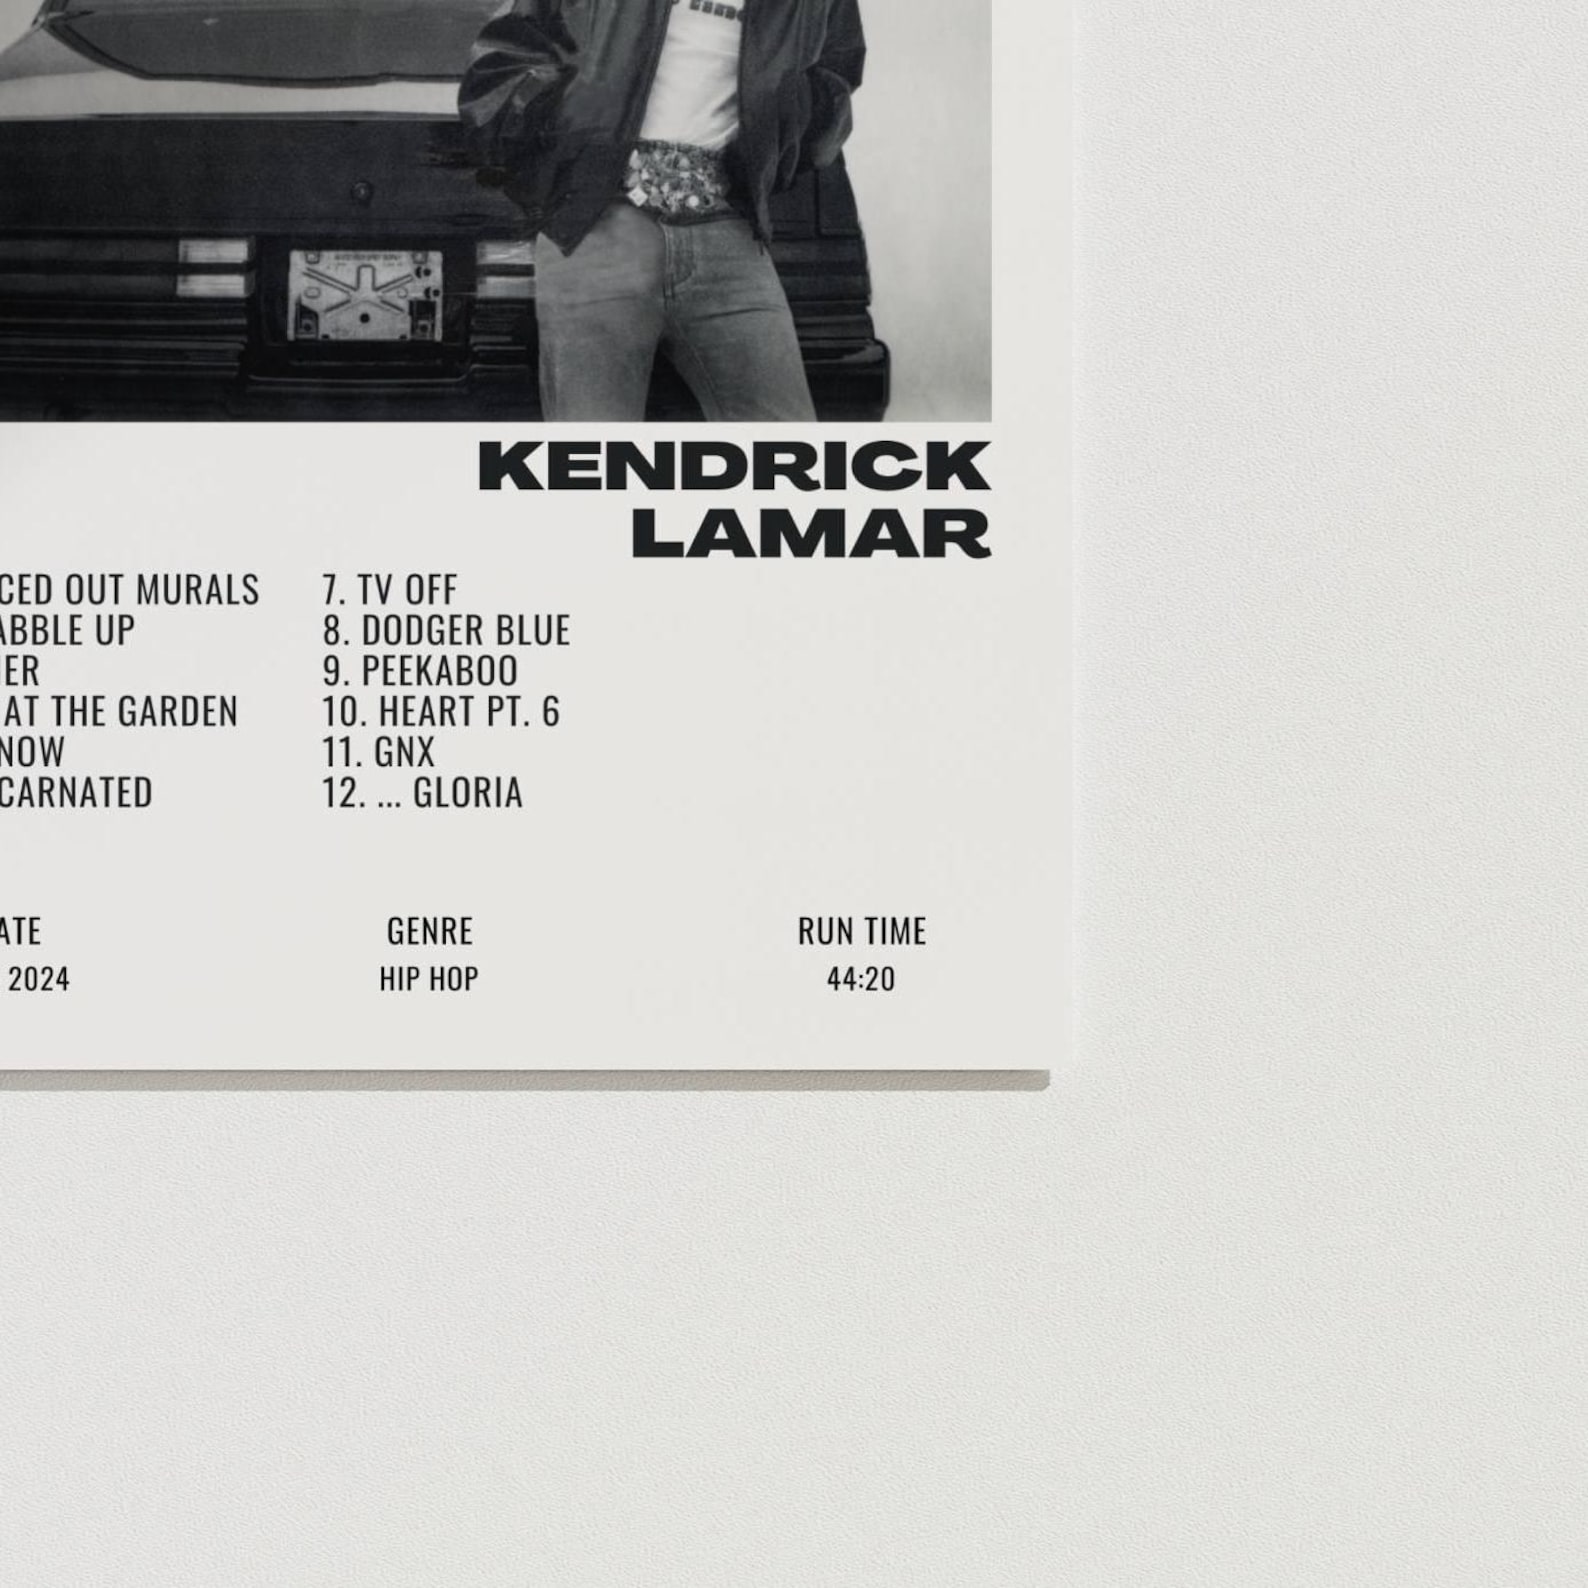 KENDRICK
LAMAR
CED OUT MURALS
ABBLE UP
ER
AT THE GARDEN
NOW
CARNATED
7. TV OFF
8. DODGER BLUE
9. PEEKABOO
10. HEART PT. 6
11. GNX
12. ... GLORIA
ATE
2024
GENRE
HIP HOP
RUN TIME
44:20